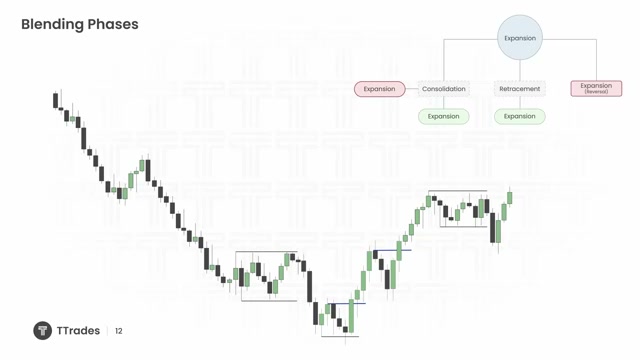 Blending Phases
Expansion
Expansion
Consolidation
Retracement
Expansion
(Reversal)
Expansion
Expansion
TTrades
12